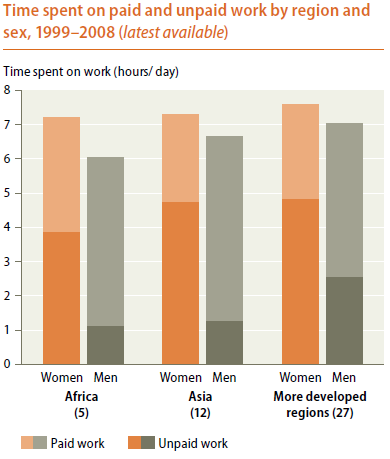 Time spent on paid and unpaid work by region and
sex, 1999–2008 (latest available)
Time spent on work (hours/ day)
8
7
6
5
4
3
2
1
0
Women Men Women Men Women Men
Africa Asia More developed
(5) (12) regions (27)
Paid work Unpaid work